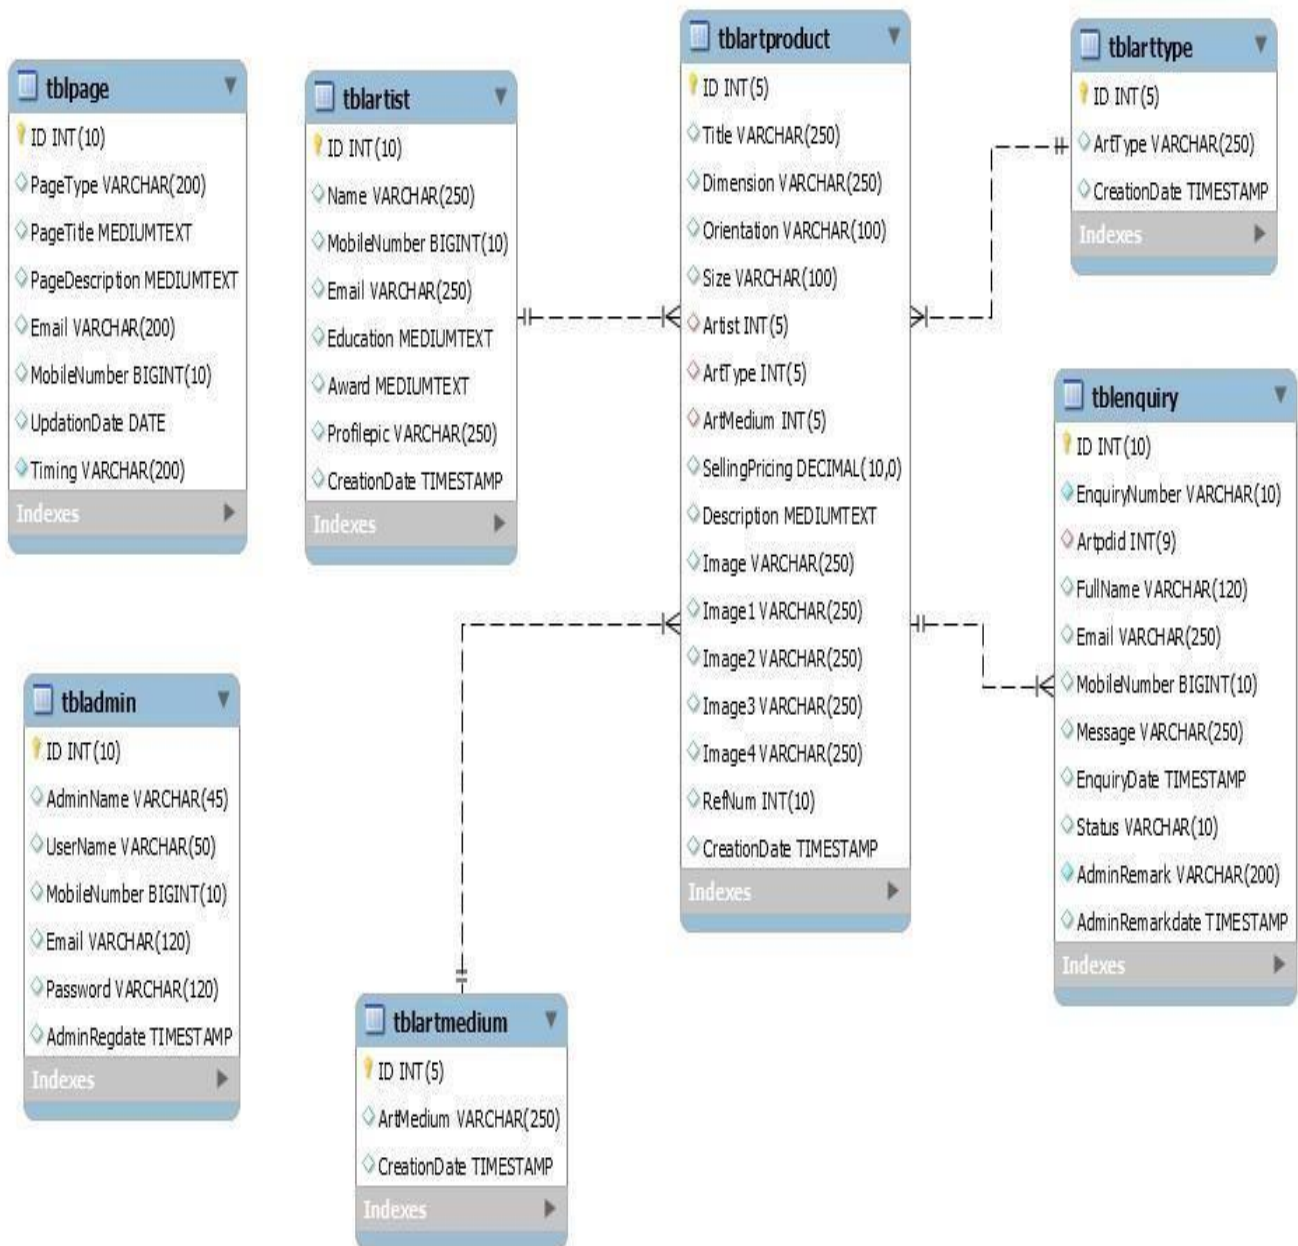 tblpage
ID INT(10)
PageType VARCHAR(200)
PageTitle MEDIUMTEXT
PageDescription MEDIUMTEXT
Email VARCHAR(200)
MobileNumber BIGINT(10)
UpdationDate DATE
Timing VARCHAR(200)
Indexes
tblartist
ID INT(10)
Name VARCHAR(250)
MobileNumber BIGINT(10)
Email VARCHAR(250)
Education MEDIUMTEXT
Award MEDIUMTEXT
Profilepic VARCHAR(250)
CreationDate TIMESTAMP
Indexes
tblartproduct
ID INT(5)
Title VARCHAR(250)
Dimension VARCHAR(250)
Orientation VARCHAR(100)
Size VARCHAR(100)
Artist INT(5)
ArtType INT(5)
ArtMedium INT(5)
SellingPricing DECIMAL(10,0)
Description MEDIUMTEXT
Image VARCHAR(250)
Image1 VARCHAR(250)
Image2 VARCHAR(250)
Image3 VARCHAR(250)
Image4 VARCHAR(250)
RefNum INT(10)
CreationDate TIMESTAMP
Indexes
tblarttype
ID INT(5)
ArtType VARCHAR(250)
CreationDate TIMESTAMP
Indexes
tblenquiry
ID INT(10)
EnquiryNumber VARCHAR(10)
Artpdid INT(9)
FullName VARCHAR(120)
Email VARCHAR(250)
MobileNumber BIGINT(10)
Message VARCHAR(250)
EnquiryDate TIMESTAMP
Status VARCHAR(10)
AdminRemark VARCHAR(200)
AdminRemarkdate TIMESTAMP
Indexes
tbladmin
ID INT(10)
AdminName VARCHAR(45)
UserName VARCHAR(50)
MobileNumber BIGINT(10)
Email VARCHAR(120)
Password VARCHAR(120)
AdminRegdate TIMESTAMP
Indexes
tblartmedium
ID INT(5)
ArtMedium VARCHAR(250)
CreationDate TIMESTAMP
Indexes